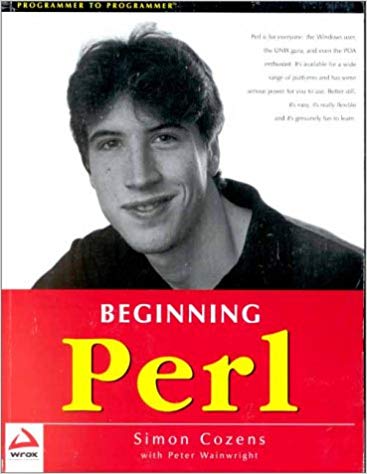 PROGRAMMER TO PROGRAMMER™
Perl is for everyone: the Windows user,
the UNIX guru, and even the PDA
enthusiast. It's available for a wide
range of platforms and has some
serious power for you to use. Better still,
it's easy, it's really flexible
and it's genuinely fun to learn.
BEGINNING
Perl
Simon Cozens
with Peter Wainwright
wrox